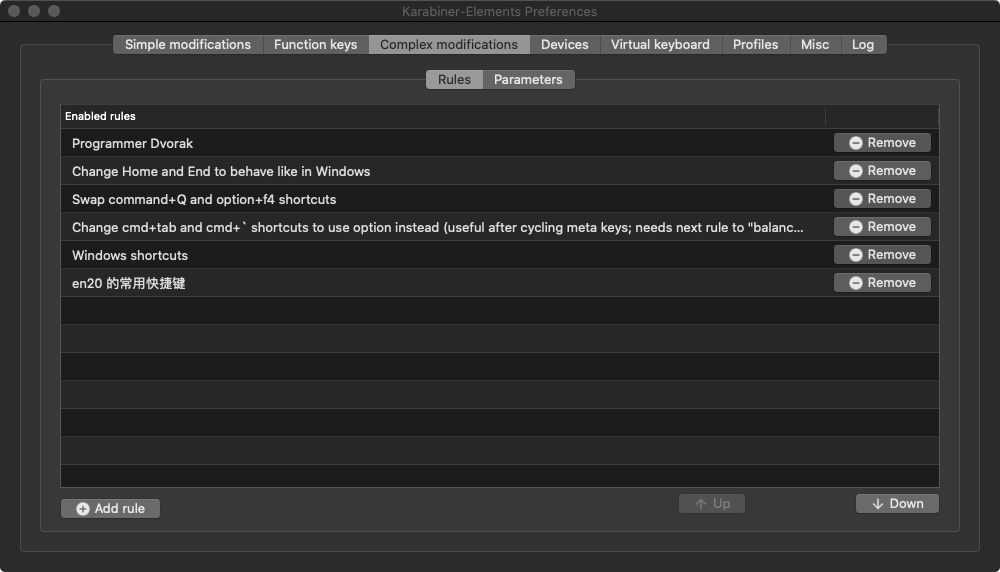 Karabiner-Elements Preferences
Simple modifications Function keys Complex modifications Devices Virtual keyboard Profiles Misc Log
Rules Parameters
Enabled rules
Programmer Dvorak Remove
Change Home and End to behave like in Windows Remove
Swap command+Q and option+f4 shortcuts Remove
Change cmd+tab and cmd+` shortcuts to use option instead (useful after cycling meta keys; needs next rule to "balanc... Remove
Windows shortcuts Remove
en20 的常用快捷键 Remove
Add rule Up Down